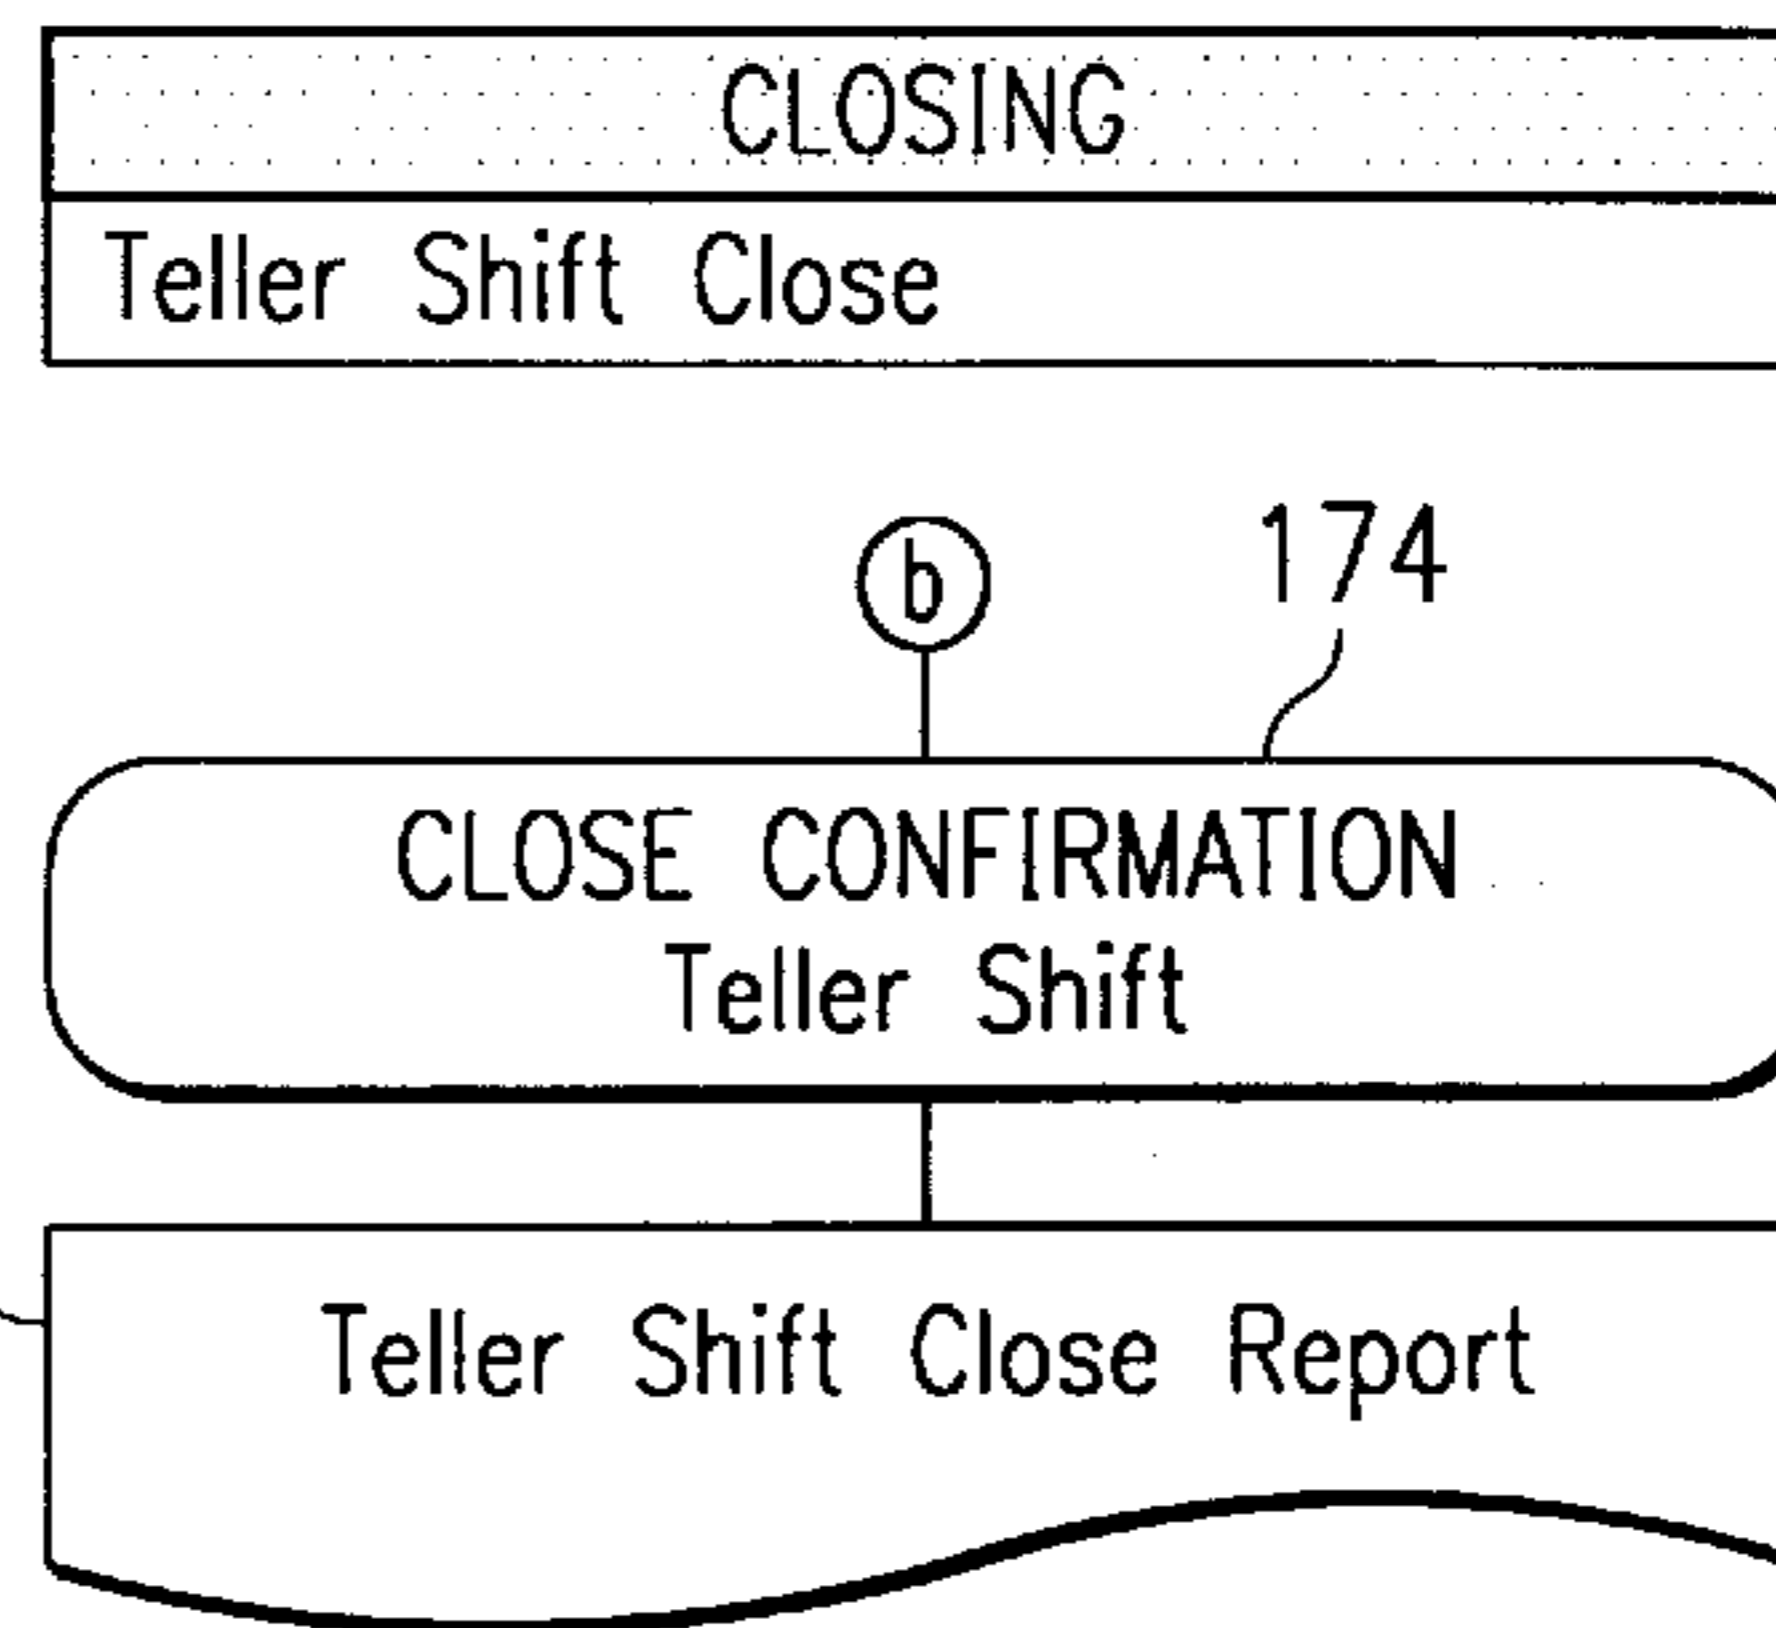 CLOSING
Teller Shift Close
b
174
CLOSE CONFIRMATION
Teller Shift
Teller Shift Close Report